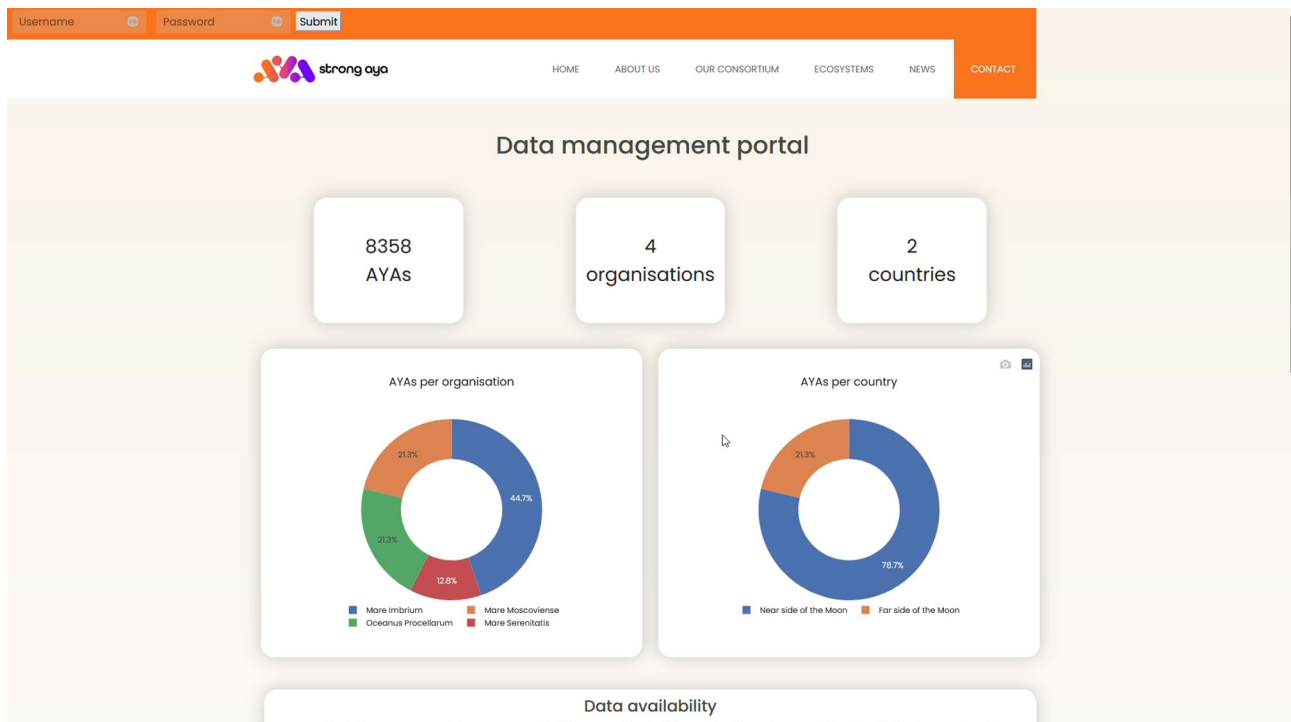 Username Password Submit
strong aya HOME ABOUT US OUR CONSORTIUM ECOSYSTEMS NEWS CONTACT
Data management portal
8358
AYAs
4
organisations
2
countries
AYAs per organisation
21.3%
44.7%
21.3%
12.8%
Mare Imbrium Mare Moscoviense
Oceanus Procellarum Mare Serenitatis
AYAs per country
21.3%
78.7%
Near side of the Moon Far side of the Moon
Data availability